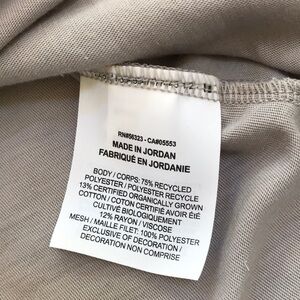 RN#56323 - CA#05553
MADE IN JORDAN
FABRIQUÉ EN JORDANIE
BODY / CORPS: 75% RECYCLED
POLYESTER / POLYESTER RECYCLÉ
13% CERTIFIED ORGANICALLY GROWN
COTTON / COTON CERTIFIÉ AVOIR ÉTÉ
CULTIVÉ BIOLOGIQUEMENT
12% RAYON / VISCOSE
MESH / MAILLE FILET: 100% POLYESTER
EXCLUSIVE OF DECORATION /
DÉCORATION NON COMPRISE